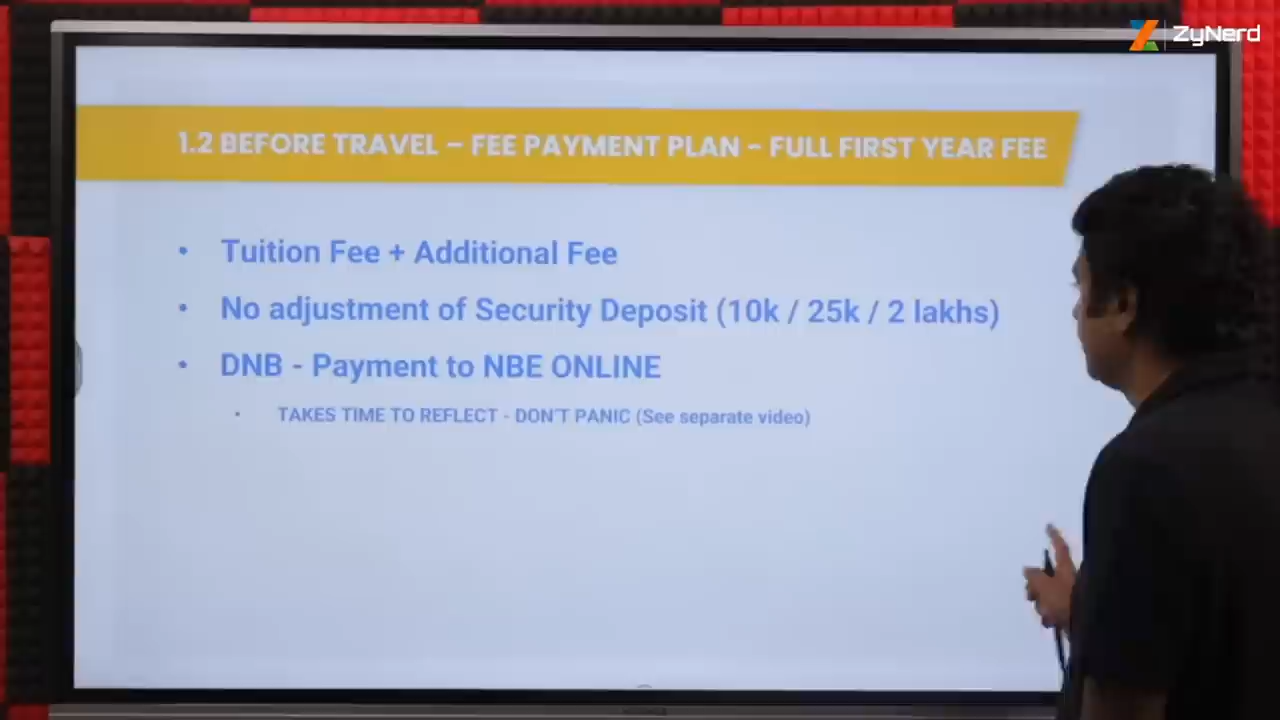 ZyNerd
1.2 BEFORE TRAVEL – FEE PAYMENT PLAN - FULL FIRST YEAR FEE
• Tuition Fee + Additional Fee
• No adjustment of Security Deposit (10k / 25k / 2 lakhs)
• DNB - Payment to NBE ONLINE
• TAKES TIME TO REFLECT - DON'T PANIC (See separate video)